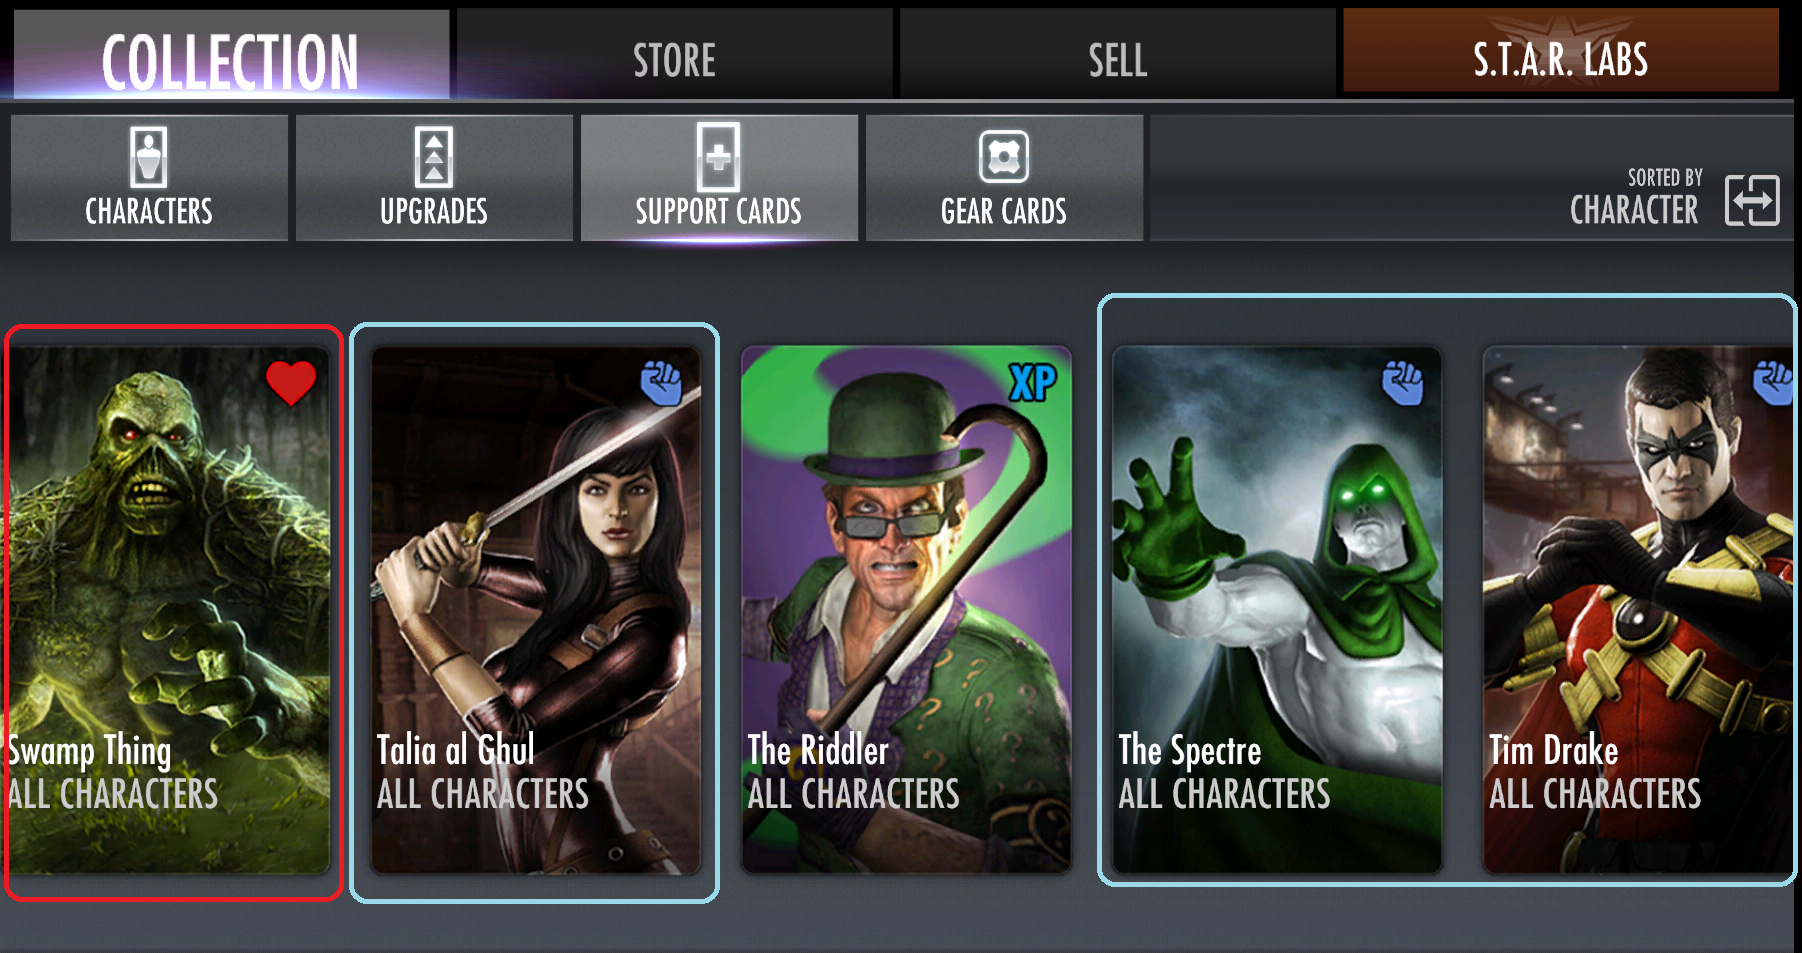 COLLECTION
STORE
SELL
S.T.A.R. LABS
CHARACTERS
UPGRADES
SUPPORT CARDS
GEAR CARDS
SORTED BY
CHARACTER
XP
Swamp Thing
ALL CHARACTERS
Talia al Ghul
ALL CHARACTERS
The Riddler
ALL CHARACTERS
The Spectre
ALL CHARACTERS
Tim Drake
ALL CHARACTERS